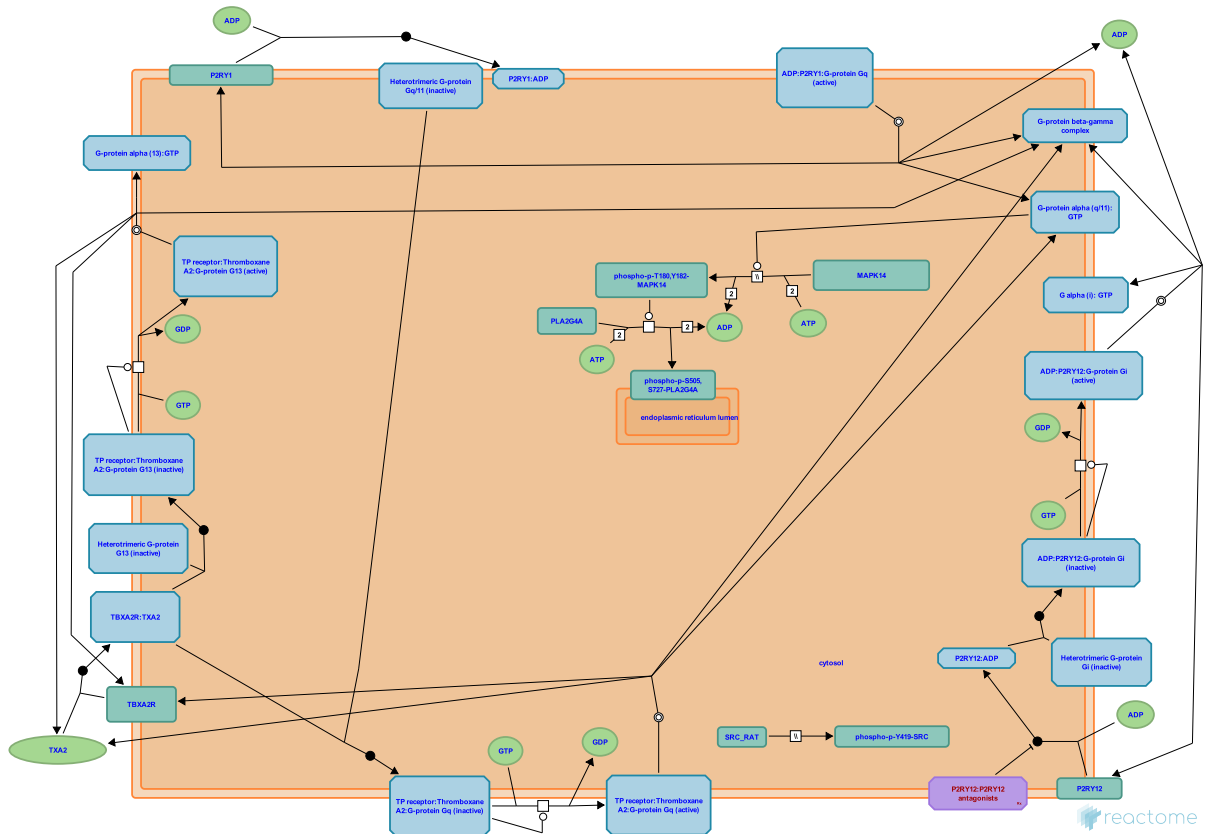 ADP
ADP
P2RY1
Heterotrimeric G-protein
Gq/11 (inactive)
P2RY1:ADP
ADP:P2RY1:G-protein Gq
(active)
G-protein beta-gamma
complex
G-protein alpha (13):GTP
G-protein alpha (q/11):
GTP
TP receptor:Thromboxane
A2:G-protein G13 (active)
phospho-p-T180,Y182-
MAPK14
\\
MAPK14
2
2
G alpha (i): GTP
GDP
PLA2G4A
2
2
ADP
ATP
ATP
ADP:P2RY12:G-protein Gi
(active)
phospho-p-S505,
S727-PLA2G4A
endoplasmic reticulum lumen
GTP
GDP
TP receptor:Thromboxane
A2:G-protein G13 (inactive)
GTP
Heterotrimeric G-protein
G13 (inactive)
ADP:P2RY12:G-protein Gi
(inactive)
TBXA2R:TXA2
cytosol
P2RY12:ADP
Heterotrimeric G-protein
Gi (inactive)
TBXA2R
ADP
TXA2
GTP
GDP
SRC_RAT
\\
phospho-p-Y419-SRC
TP receptor:Thromboxane
A2:G-protein Gq (inactive)
TP receptor:Thromboxane
A2:G-protein Gq (active)
P2RY12:P2RY12
antagonists
Rx
P2RY12
reactome